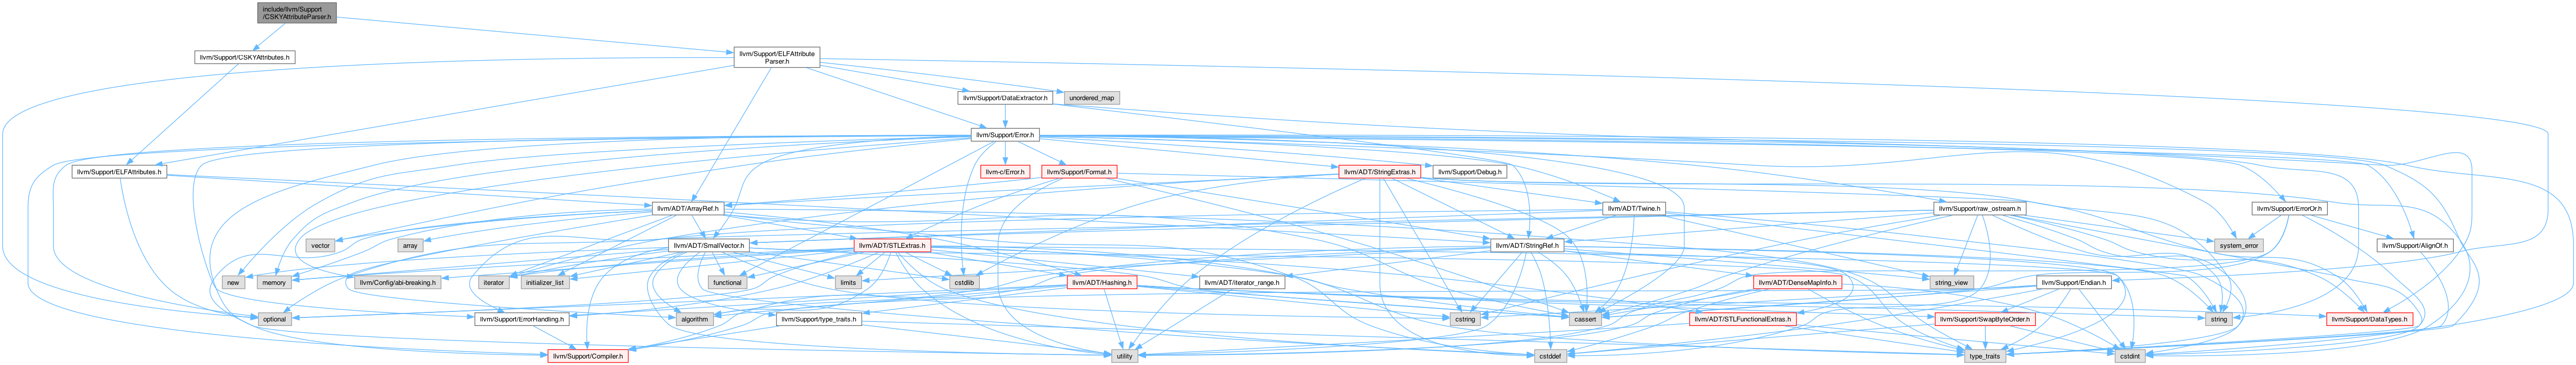 include/llvm/Support
/CSKYAttributeParser.h
llvm/Support/CSKYAttributes.h
llvm/Support/ELFAttribute
Parser.h
llvm/Support/DataExtractor.h
unordered_map
llvm/Support/Error.h
llvm/Support/ELFAttributes.h
llvm-c/Error.h
llvm/Support/Format.h
llvm/ADT/StringExtras.h
llvm/Support/Debug.h
llvm/ADT/ArrayRef.h
llvm/ADT/Twine.h
llvm/Support/raw_ostream.h
llvm/Support/ErrorOr.h
vector
array
llvm/ADT/SmallVector.h
llvm/ADT/STLExtras.h
llvm/ADT/StringRef.h
system_error
llvm/Support/AlignOf.h
new
memory
llvm/Config/abi-breaking.h
iterator
initializer_list
functional
limits
cstdlib
llvm/ADT/Hashing.h
llvm/ADT/iterator_range.h
string_view
llvm/ADT/DenseMapInfo.h
llvm/Support/Endian.h
optional
llvm/Support/ErrorHandling.h
algorithm
llvm/Support/type_traits.h
cstring
cassert
llvm/ADT/STLFunctionalExtras.h
llvm/Support/SwapByteOrder.h
string
llvm/Support/DataTypes.h
llvm/Support/Compiler.h
utility
cstddef
type_traits
cstdint